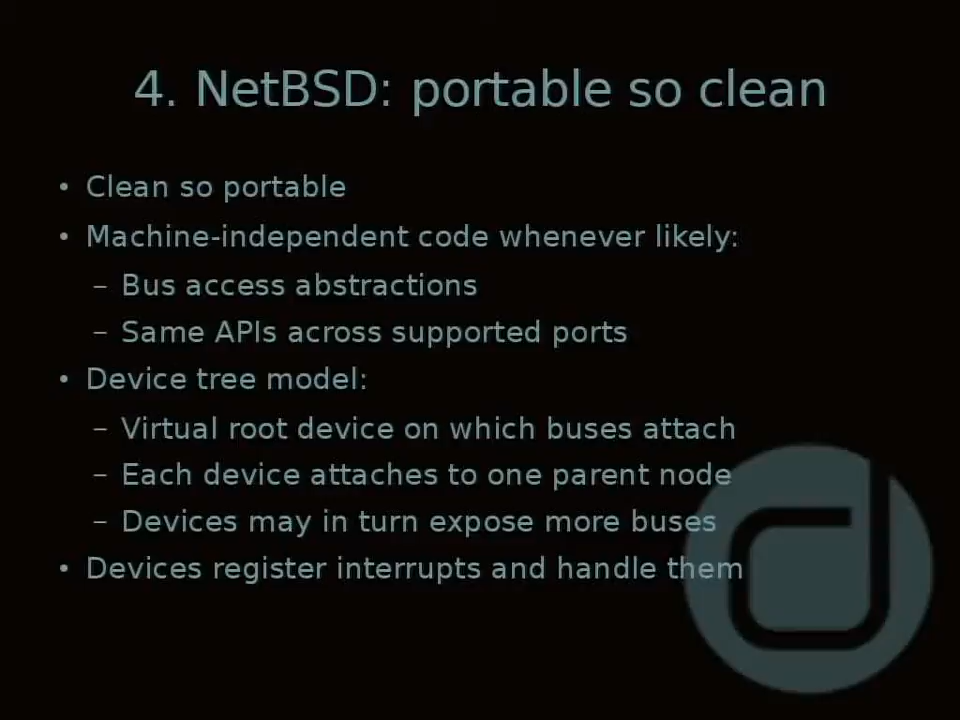 4. NetBSD: portable so clean
• Clean so portable
• Machine-independent code whenever likely:
– Bus access abstractions
– Same APIs across supported ports
• Device tree model:
– Virtual root device on which buses attach
– Each device attaches to one parent node
– Devices may in turn expose more buses
• Devices register interrupts and handle them